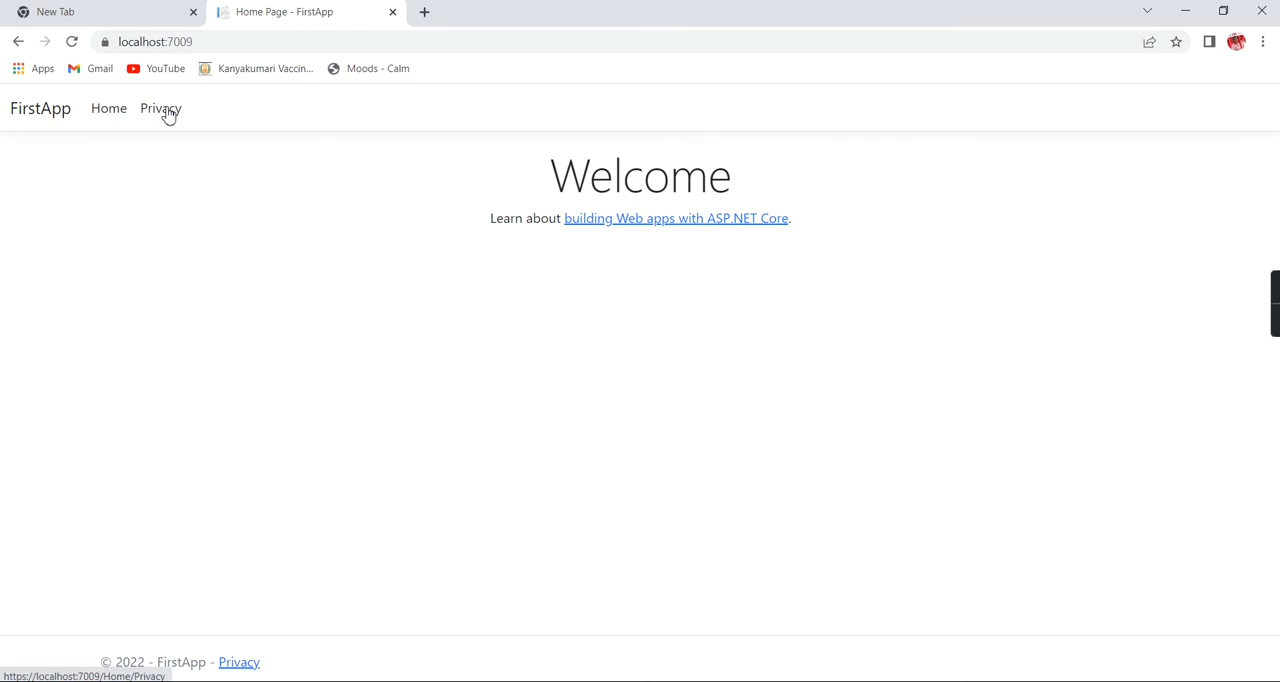 New Tab
Home Page - FirstApp
localhost:7009
Apps
Gmail
YouTube
Kanyakumari Vaccin...
Moods - Calm
FirstApp
Home
Privacy
Welcome
Learn about building Web apps with ASP.NET Core.
© 2022 - FirstApp - Privacy
https://localhost:7009/Home/Privacy